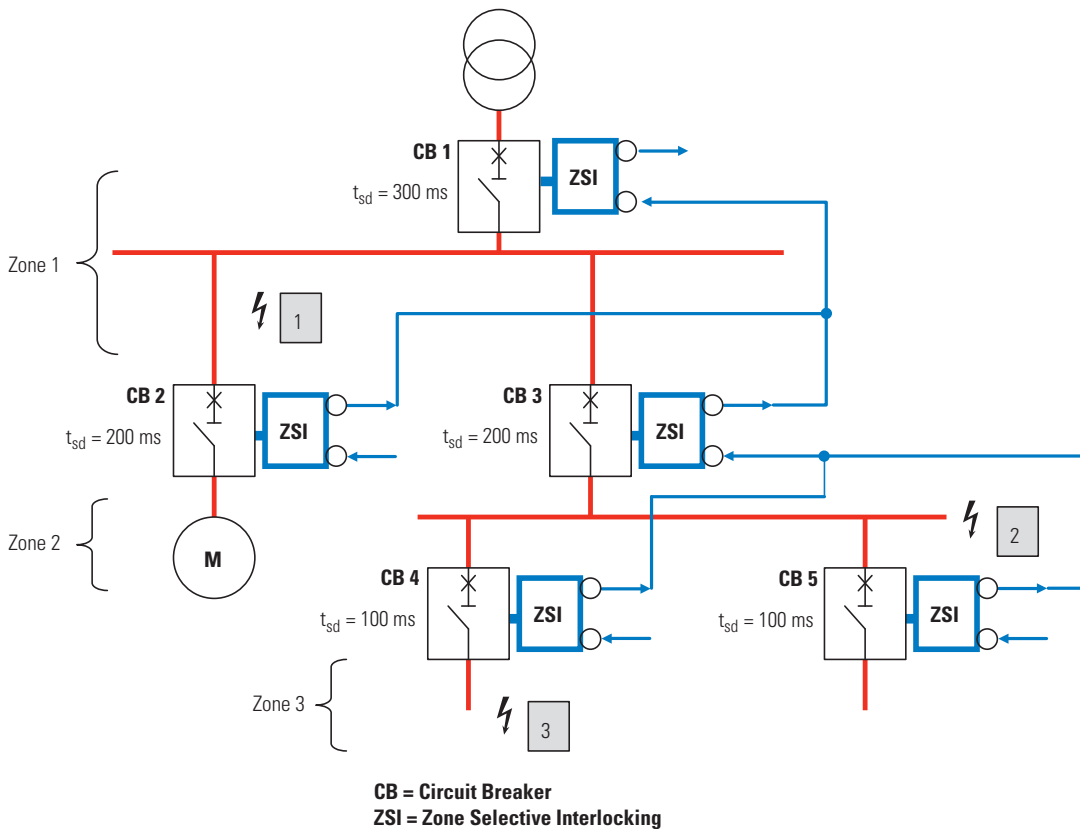 CB 1
ZSI
t_sd = 300 ms
Zone 1
1
CB 2
ZSI
t_sd = 200 ms
CB 3
ZSI
t_sd = 200 ms
Zone 2
M
2
CB 4
ZSI
t_sd = 100 ms
CB 5
ZSI
t_sd = 100 ms
Zone 3
3
CB = Circuit Breaker
ZSI = Zone Selective Interlocking